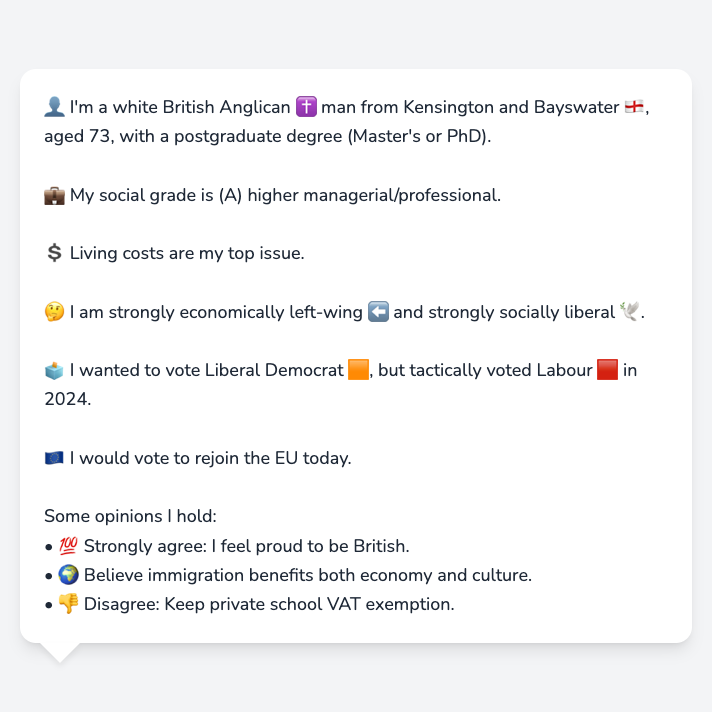 👤 I'm a white British Anglican ✝️ man from Kensington and Bayswater 🏴󠁧󠁢󠁥󠁮󠁧󠁿,
aged 73, with a postgraduate degree (Master's or PhD).
💼 My social grade is (A) higher managerial/professional.
💲 Living costs are my top issue.
🤔 I am strongly economically left-wing ⬅️ and strongly socially liberal 🕊️.
🗳️ I wanted to vote Liberal Democrat 🟧, but tactically voted Labour 🟥 in
2024.
🇪🇺 I would vote to rejoin the EU today.
Some opinions I hold:
• 💯 Strongly agree: I feel proud to be British.
• 🌍 Believe immigration benefits both economy and culture.
• 👎 Disagree: Keep private school VAT exemption.